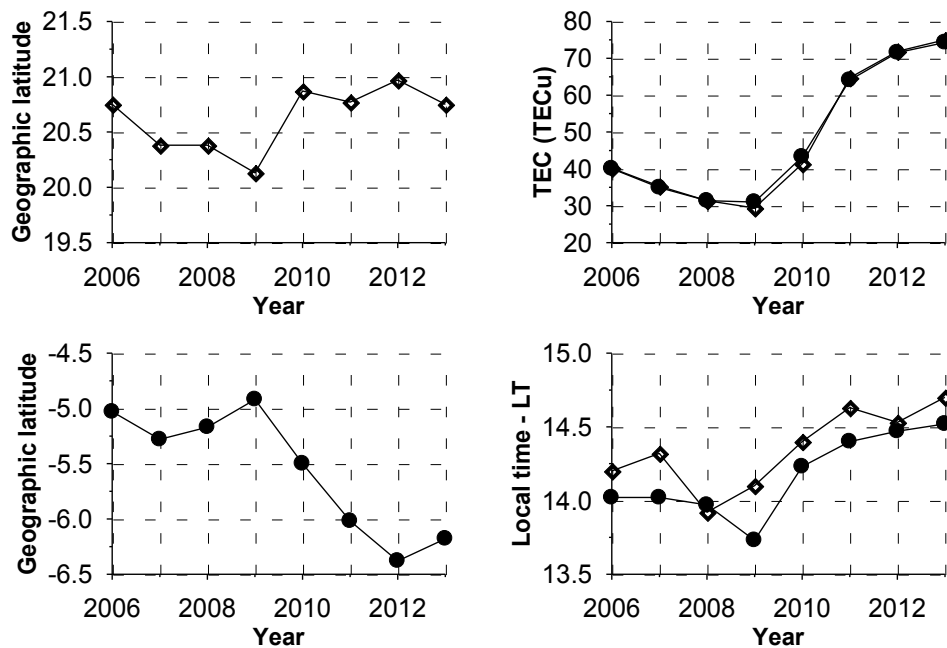 Geographic latitude
21.5
21.0
20.5
20.0
19.5
2006 2008 2010 2012
Year
TEC (TECu)
80
70
60
50
40
30
20
2006 2008 2010 2012
Year
Geographic latitude
-4.5
-5.0
-5.5
-6.0
-6.5
2006 2008 2010 2012
Year
Local time - LT
15.0
14.5
14.0
13.5
2006 2008 2010 2012
Year